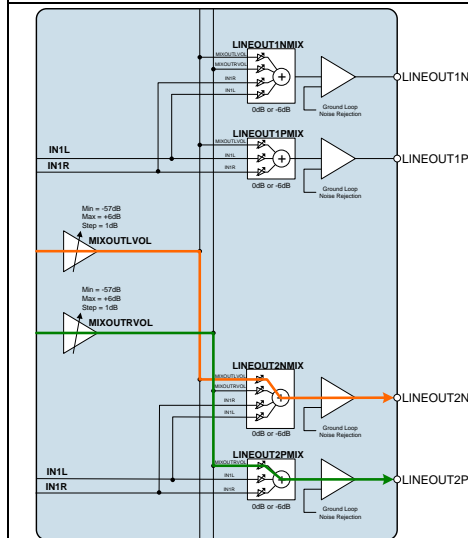 LINEOUT1NMIX
MIXOUTLVOL
MIXOUTRVOL
IN1R
IN1L
LINEOUT1N
Ground Loop
Noise Rejection
0dB or -6dB
LINEOUT1PMIX
MIXOUTLVOL
IN1L
IN1L
LINEOUT1P
IN1R
IN1R
Ground Loop
Noise Rejection
0dB or -6dB
Min = -57dB
Max = +6dB
Step = 1dB
MIXOUTLVOL
Min = -57dB
Max = +6dB
Step = 1dB
MIXOUTRVOL
LINEOUT2NMIX
MIXOUTLVOL
MIXOUTRVOL
IN1R
IN1L
LINEOUT2N
Ground Loop
Noise Rejection
0dB or -6dB
LINEOUT2PMIX
MIXOUTRVOL
IN1L
IN1L
LINEOUT2P
IN1R
IN1R
0dB or -6dB
Ground Loop
Noise Rejection